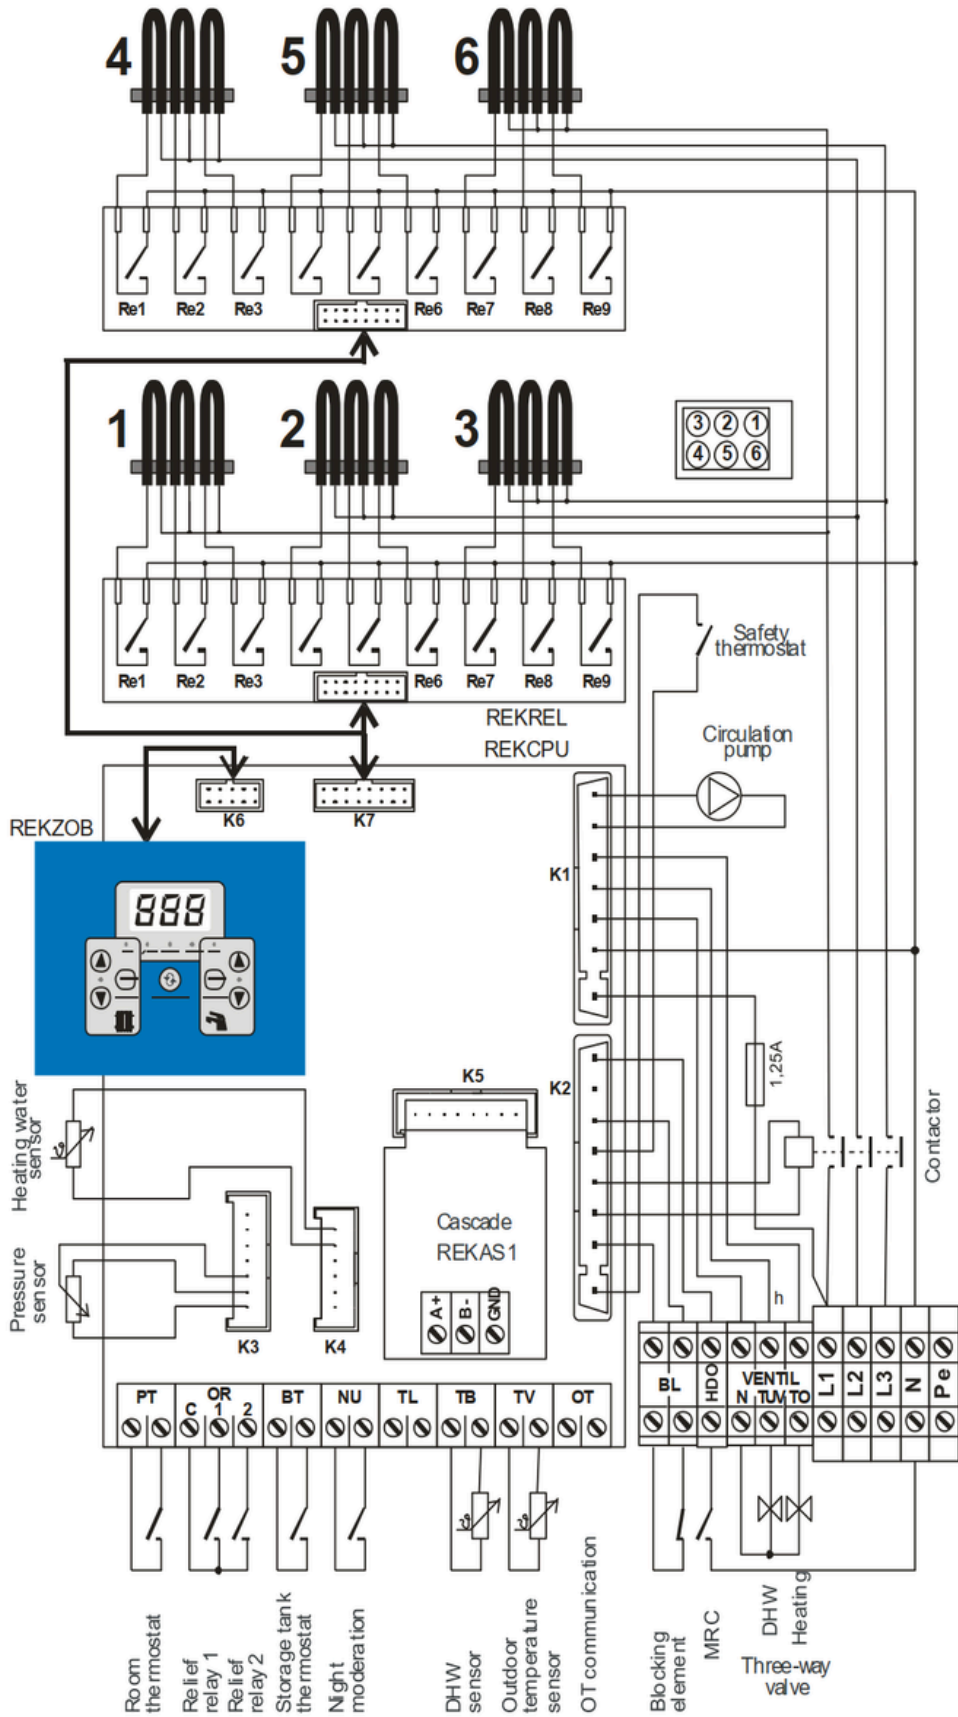 4 5 6
Re1 Re2 Re3 Re6 Re7 Re8 Re9
1 2 3
3 2 1
4 5 6
Re1 Re2 Re3 Re6 Re7 Re8 Re9
Safety
thermostat
REKREL
REKCPU
Circulation
pump
K6 K7
REKZOB
888
K1
1,25A
K5
K2
Heating water
sensor
Contactor
Cascade
REKAS1
Pressure
sensor
A+ B- GND
h
K3 K4
PT OR BT NU TL TB TV OT
C 1 2
BL HDO VENTIL L1 L2 L3 N Pe
N TUV TO
Room
thermostat
Relief
relay 1
Relief
relay 2
Storage tank
thermostat
Night
moderation
DHW
sensor
Outdoor
temperature
sensor
OT communication
Blocking
element
MRC
DHW
Heating
Three-way
valve